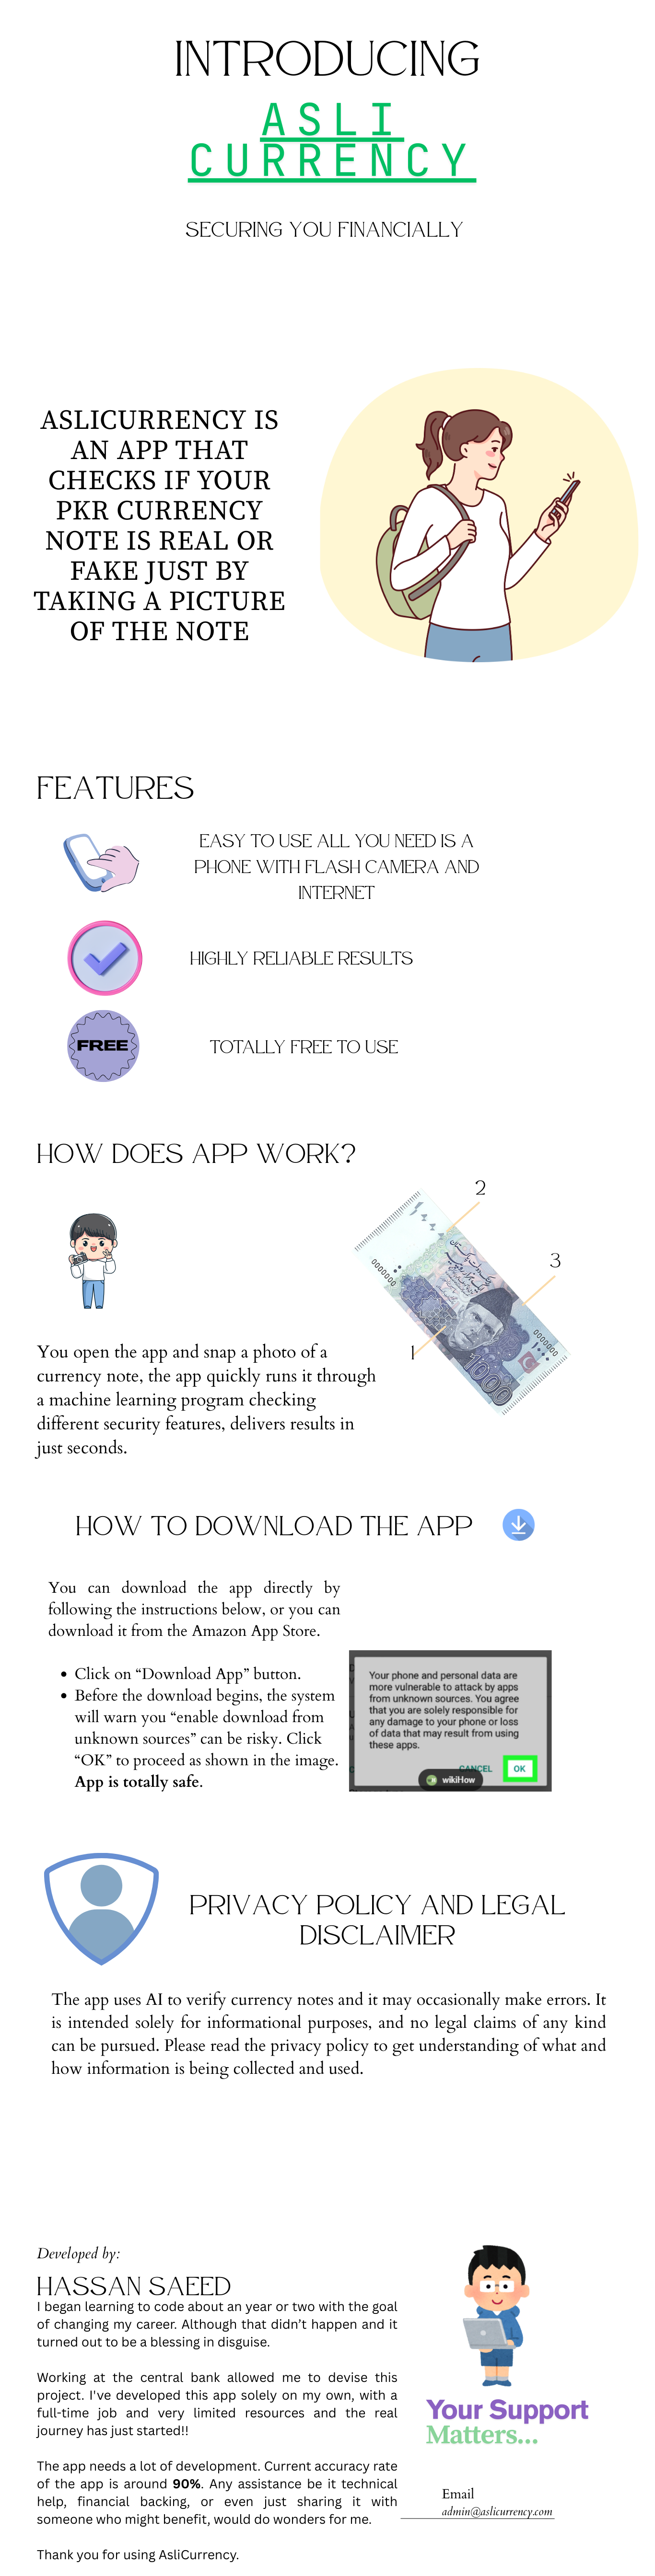 INTRODUCING
ASLI
CURRENCY
SECURING YOU FINANCIALLY
ASLICURRENCY IS
AN APP THAT
CHECKS IF YOUR
PKR CURRENCY
NOTE IS REAL OR
FAKE JUST BY
TAKING A PICTURE
OF THE NOTE
FEATURES
EASY TO USE ALL YOU NEED IS A
PHONE WITH FLASH CAMERA AND
INTERNET
HIGHLY RELIABLE RESULTS
FREE
TOTALLY FREE TO USE
HOW DOES APP WORK?
2
3
1
0000000
0000000
1000
You open the app and snap a photo of a
currency note, the app quickly runs it through
a machine learning program checking
different security features, delivers results in
just seconds.
HOW TO DOWNLOAD THE APP
You can download the app directly by
following the instructions below, or you can
download it from the Amazon App Store.
• Click on “Download App” button.
• Before the download begins, the system
will warn you “enable download from
unknown sources” can be risky. Click
“OK” to proceed as shown in the image.
App is totally safe.
Your phone and personal data are
more vulnerable to attack by apps
from unknown sources. You agree
that you are solely responsible for
any damage to your phone or loss
of data that may result from using
these apps.
CANCEL OK
wikiHow
PRIVACY POLICY AND LEGAL
DISCLAIMER
The app uses AI to verify currency notes and it may occasionally make errors. It
is intended solely for informational purposes, and no legal claims of any kind
can be pursued. Please read the privacy policy to get understanding of what and
how information is being collected and used.
Developed by:
HASSAN SAEED
I began learning to code about an year or two with the goal
of changing my career. Although that didn’t happen and it
turned out to be a blessing in disguise.
Working at the central bank allowed me to devise this
project. I've developed this app solely on my own, with a
full-time job and very limited resources and the real
journey has just started!!
The app needs a lot of development. Current accuracy rate
of the app is around 90%. Any assistance be it technical
help, financial backing, or even just sharing it with
someone who might benefit, would do wonders for me.
Thank you for using AsliCurrency.
Your Support
Matters...
Email
admin@aslicurrency.com